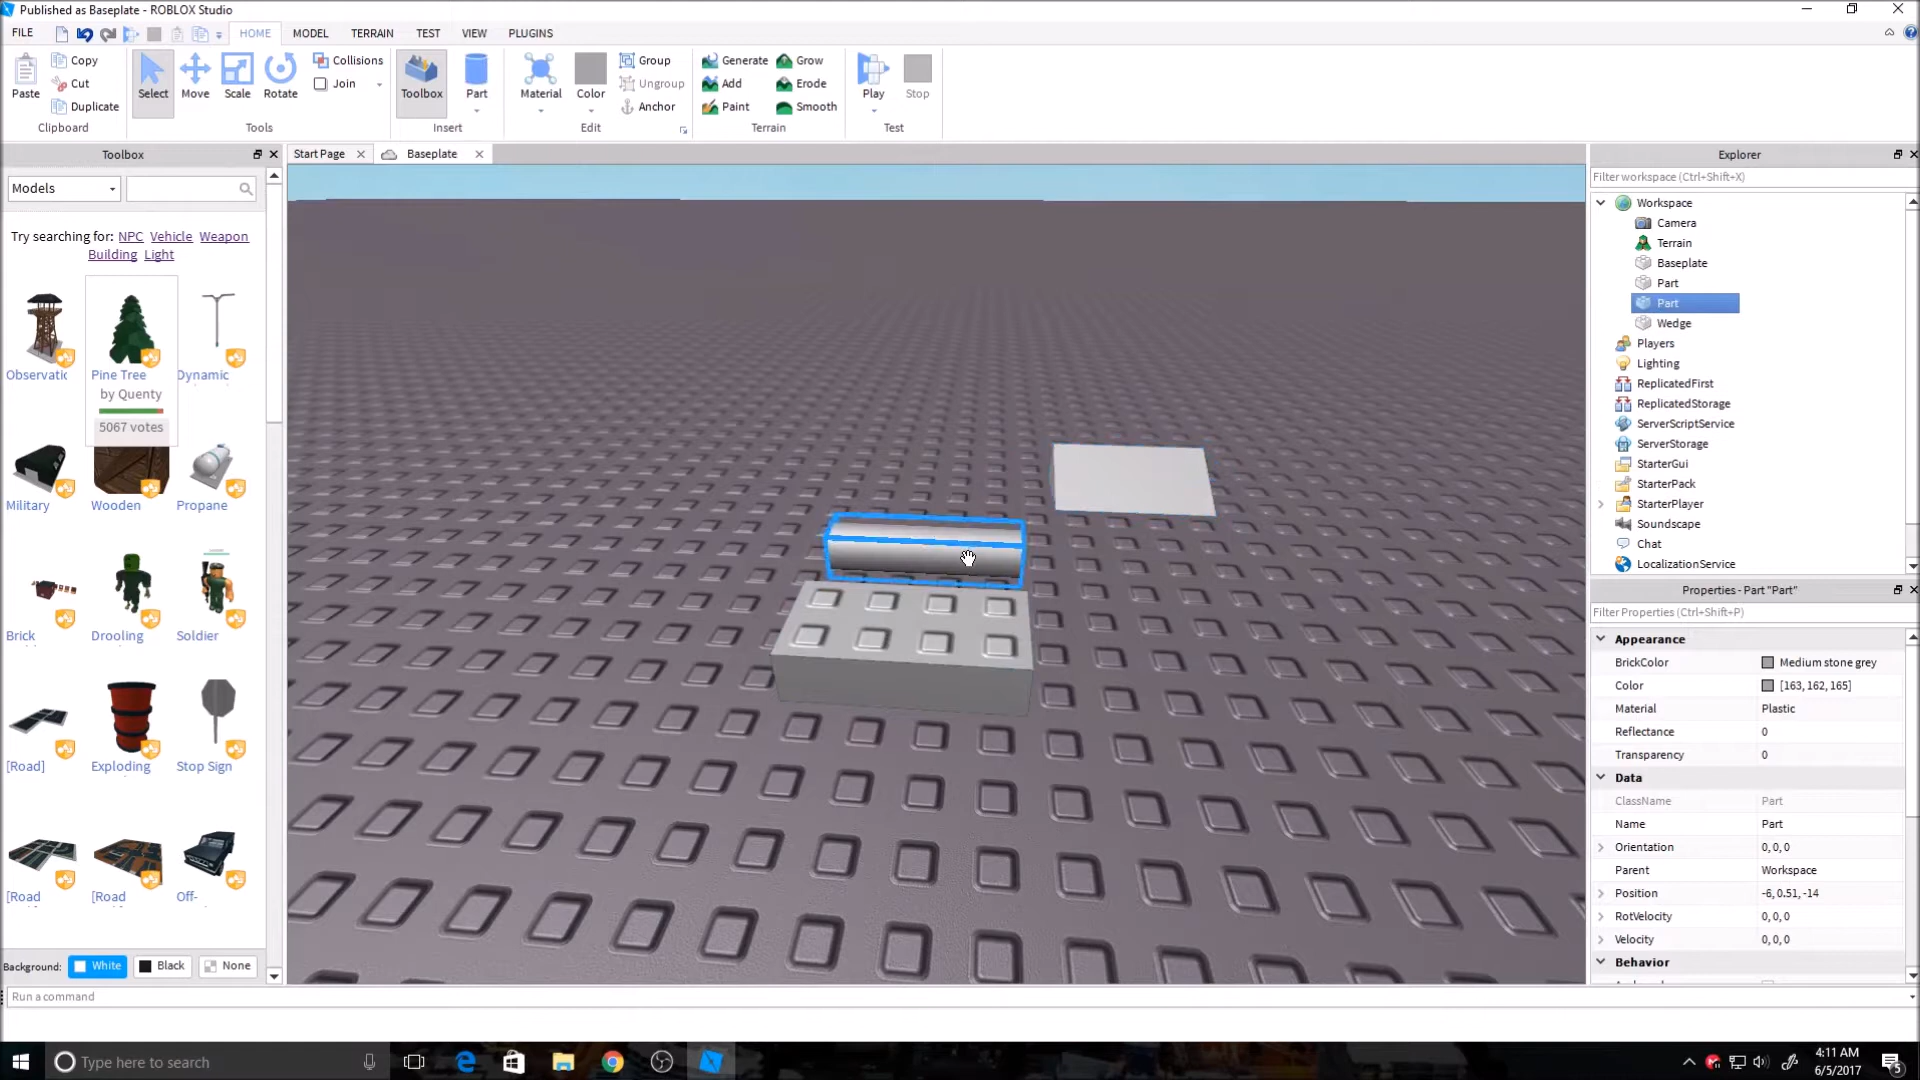 Published as Baseplate - ROBLOX Studio
FILE HOME MODEL TERRAIN TEST VIEW PLUGINS
Paste Copy Cut Duplicate Clipboard
Select Move Scale Rotate Collisions Join Tools
Toolbox Part Insert
Material Color Group Ungroup Anchor Edit
Generate Grow Add Erode Paint Smooth Terrain
Play Stop Test
Toolbox
Start Page Baseplate
Models
Try searching for: NPC Vehicle Weapon
Building Light
Observatic Pine Tree Dynamic
by Quenty
5067 votes
Military Wooden Propane
Brick Drooling Soldier
[Road] Exploding Stop Sign
[Road [Road Off-
Background: White Black None
Run a command
Explorer
Filter workspace (Ctrl+Shift+X)
Workspace
Camera
Terrain
Baseplate
Part
Part
Wedge
Players
Lighting
ReplicatedFirst
ReplicatedStorage
ServerScriptService
ServerStorage
StarterGui
StarterPack
StarterPlayer
Soundscape
Chat
LocalizationService
Properties - Part "Part"
Filter Properties (Ctrl+Shift+P)
Appearance
BrickColor Medium stone grey
Color [163, 162, 165]
Material Plastic
Reflectance 0
Transparency 0
Data
ClassName Part
Name Part
Orientation 0, 0, 0
Parent Workspace
Position -6, 0.51, -14
RotVelocity 0, 0, 0
Velocity 0, 0, 0
Behavior
Type here to search
4:11 AM
6/5/2017
5